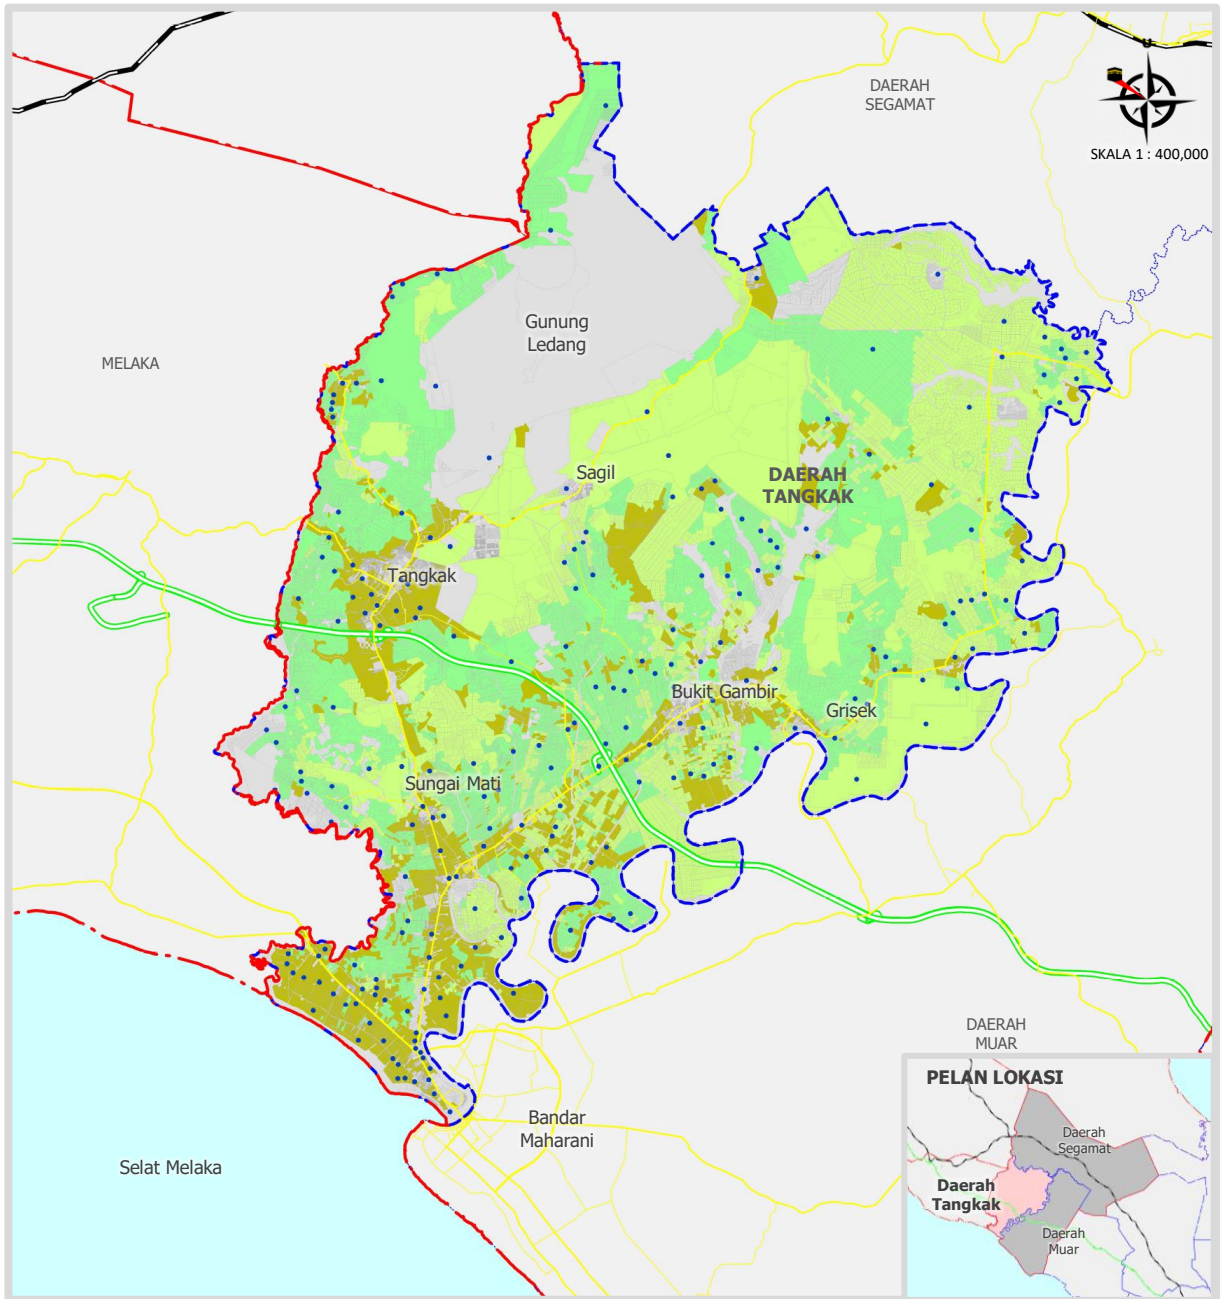 U
DAERAH
SEGAMAT
SKALA 1 : 400,000
Gunung
Ledang
MELAKA
Sagil
DAERAH
TANGKAK
Tangkak
Bukit Gambir
Grisek
Sungai Mati
DAERAH
MUAR
Bandar
Maharani
Selat Melaka
PELAN LOKASI
Daerah
Segamat
Daerah
Tangkak
Daerah
Muar